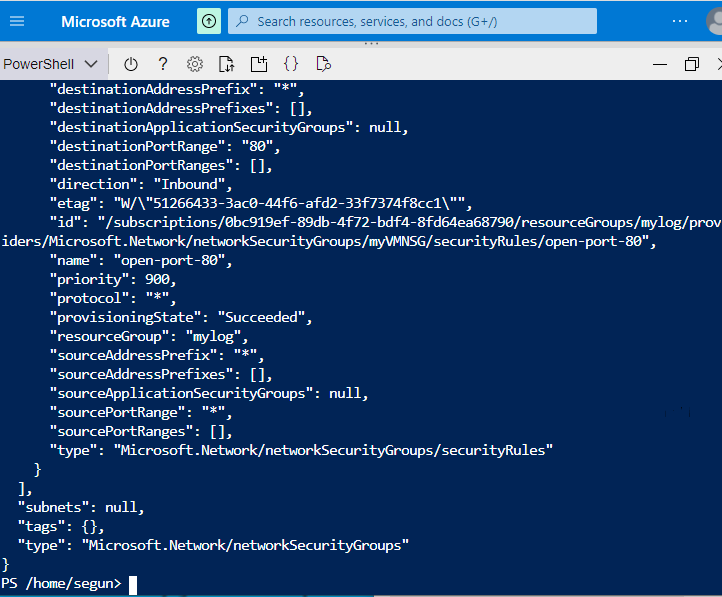 Microsoft Azure
Search resources, services, and docs (G+/)
PowerShell
"destinationAddressPrefix": "*",
"destinationAddressPrefixes": [],
"destinationApplicationSecurityGroups": null,
"destinationPortRange": "80",
"destinationPortRanges": [],
"direction": "Inbound",
"etag": "W/\"51266433-3ac0-44f6-afd2-33f7374f8cc1\"",
"id": "/subscriptions/0bc919ef-89db-4f72-bdf4-8fd64ea68790/resourceGroups/mylog/prov
iders/Microsoft.Network/networkSecurityGroups/myVMNSG/securityRules/open-port-80",
"name": "open-port-80",
"priority": 900,
"protocol": "*",
"provisioningState": "Succeeded",
"resourceGroup": "mylog",
"sourceAddressPrefix": "*",
"sourceAddressPrefixes": [],
"sourceApplicationSecurityGroups": null,
"sourcePortRange": "*",
"sourcePortRanges": [],
"type": "Microsoft.Network/networkSecurityGroups/securityRules"
}
],
"subnets": null,
"tags": {},
"type": "Microsoft.Network/networkSecurityGroups"
}
PS /home/segun>